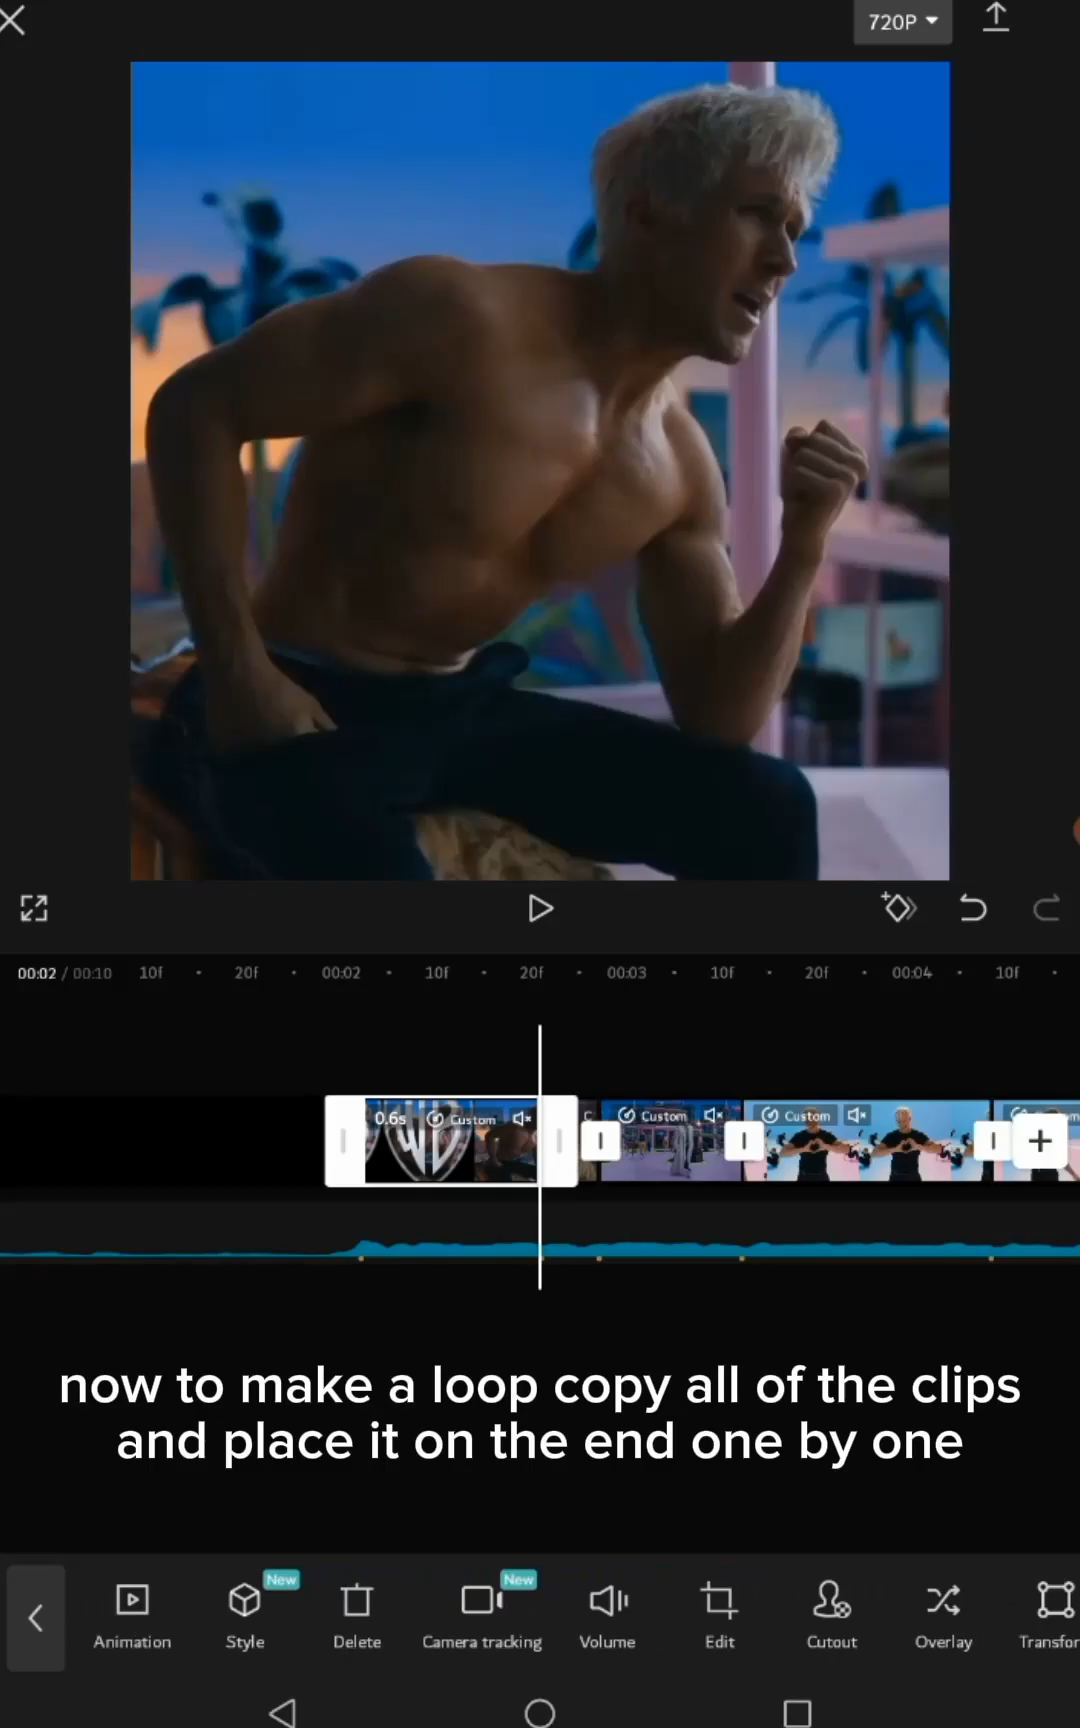 720P
00:02 / 00:10 10f 20f 00:02 10f 20f 00:03 10f 20f 00:04 10f
0.6s Custom C Custom Custom
now to make a loop copy all of the clips
and place it on the end one by one
New New
Animation Style Delete Camera tracking Volume Edit Cutout Overlay Transfor